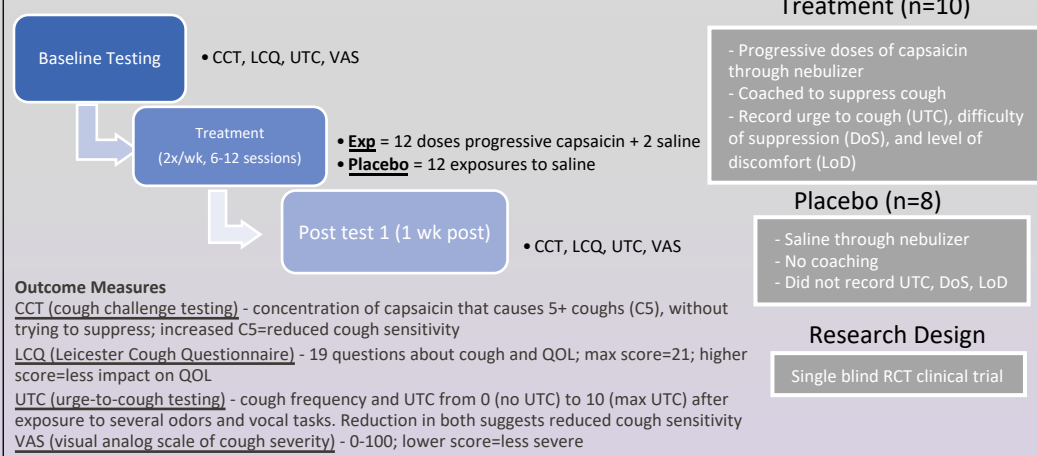 Treatment (n=10)
Baseline Testing
• CCT, LCQ, UTC, VAS
- Progressive doses of capsaicin
through nebulizer
- Coached to suppress cough
- Record urge to cough (UTC), difficulty
of suppression (DoS), and level of
discomfort (LoD)
Treatment
(2x/wk, 6-12 sessions)
• Exp = 12 doses progressive capsaicin + 2 saline
• Placebo = 12 exposures to saline
Placebo (n=8)
- Saline through nebulizer
- No coaching
- Did not record UTC, DoS, LoD
Post test 1 (1 wk post)
• CCT, LCQ, UTC, VAS
Outcome Measures
CCT (cough challenge testing) - concentration of capsaicin that causes 5+ coughs (C5), without
trying to suppress; increased C5=reduced cough sensitivity
LCQ (Leicester Cough Questionnaire) - 19 questions about cough and QOL; max score=21; higher
score=less impact on QOL
UTC (urge-to-cough testing) - cough frequency and UTC from 0 (no UTC) to 10 (max UTC) after
exposure to several odors and vocal tasks. Reduction in both suggests reduced cough sensitivity
VAS (visual analog scale of cough severity) - 0-100; lower score=less severe
Research Design
Single blind RCT clinical trial